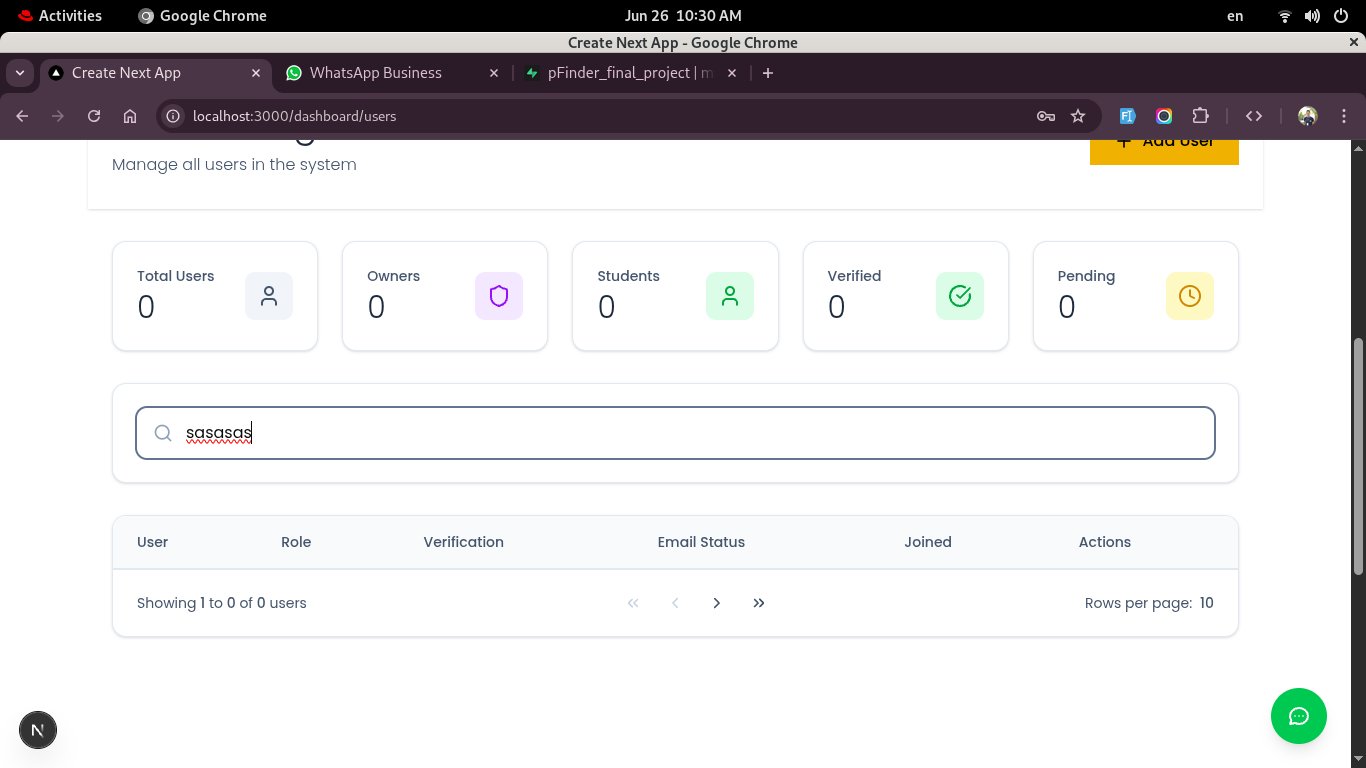 Activities
Google Chrome
Jun 26 10:30 AM
en
Create Next App - Google Chrome
Create Next App
WhatsApp Business
pFinder_final_project | m
localhost:3000/dashboard/users
Manage all users in the system
Add User
Total Users
0
Owners
0
Students
0
Verified
0
Pending
0
sasasas
User Role Verification Email Status Joined Actions
Showing 1 to 0 of 0 users
Rows per page: 10
N